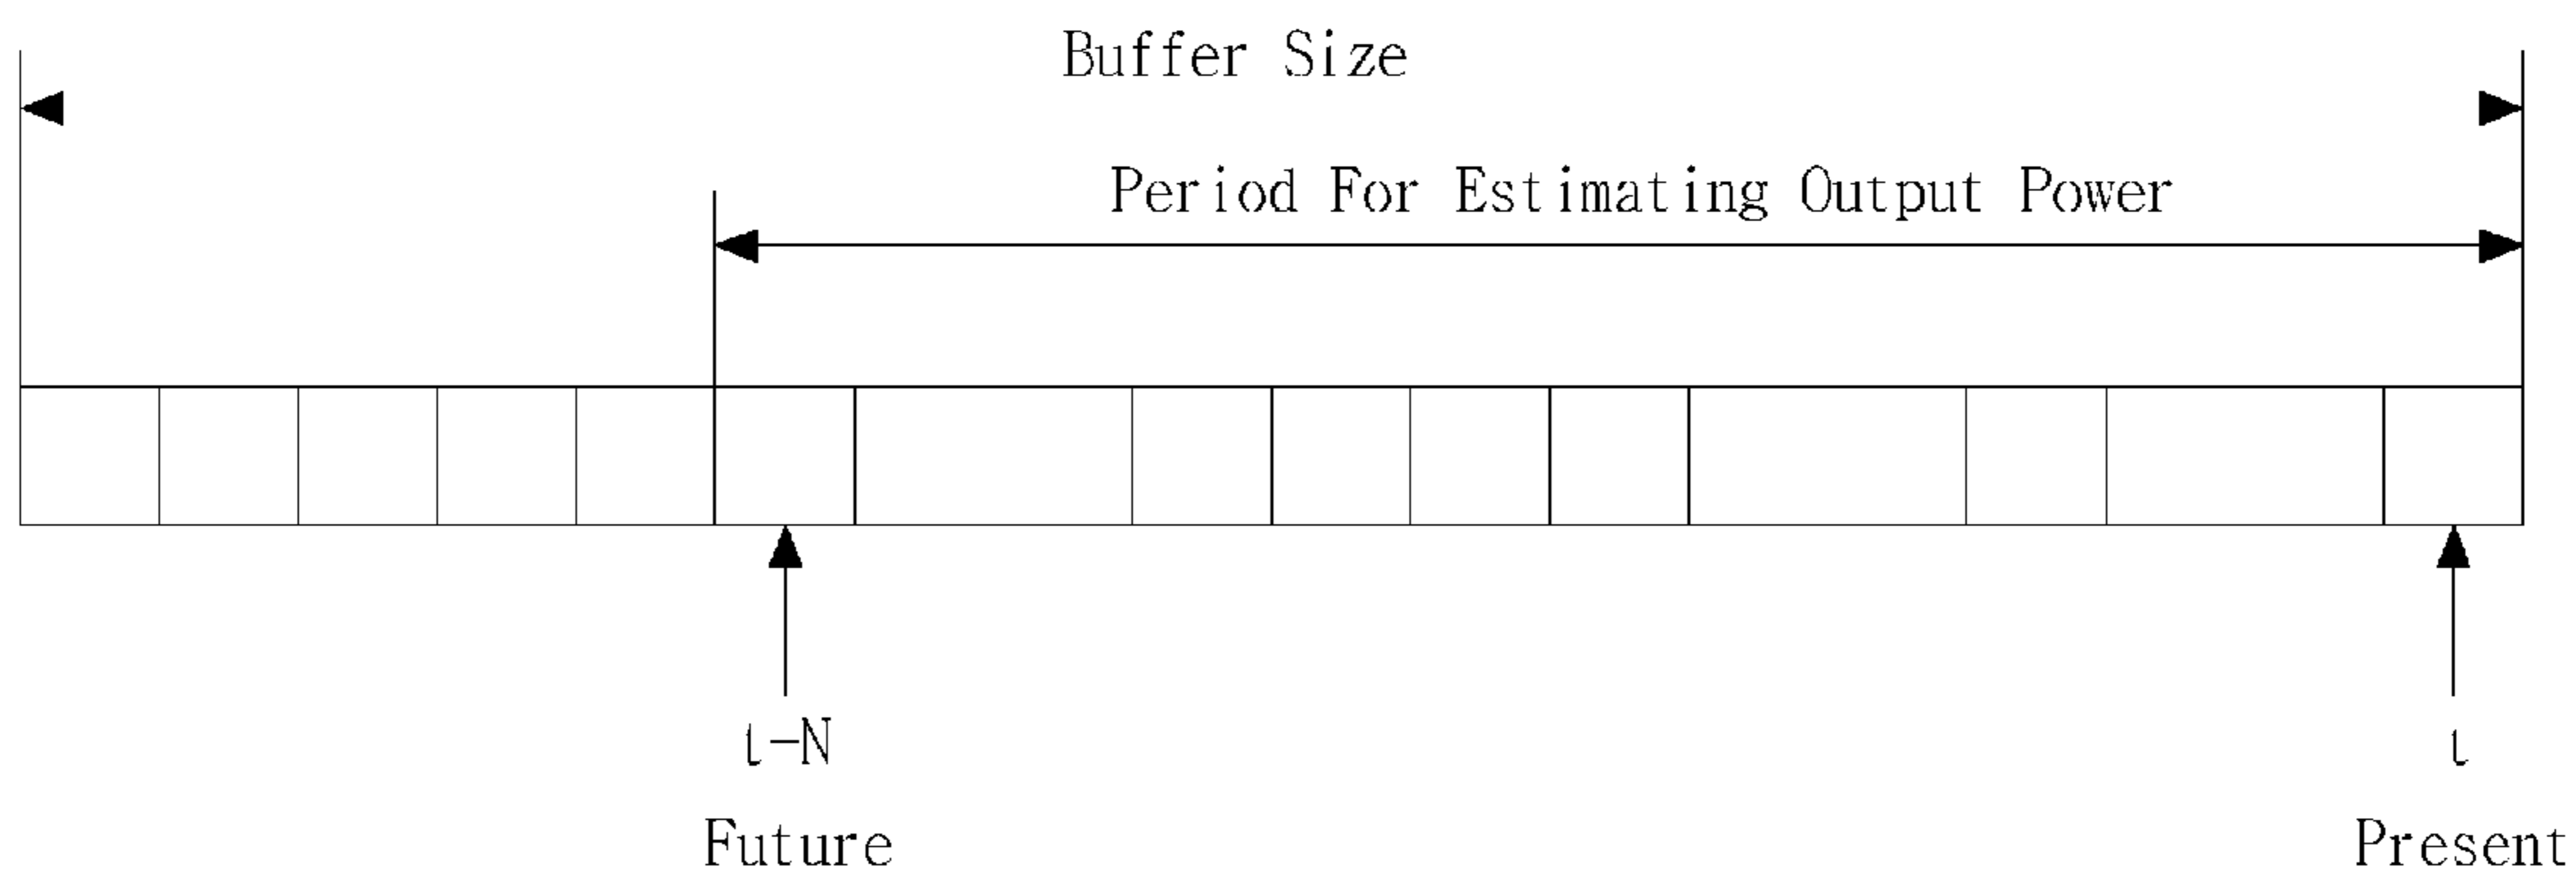 Buffer Size
Period For Estimating Output Power
t-N
t
Future
Present